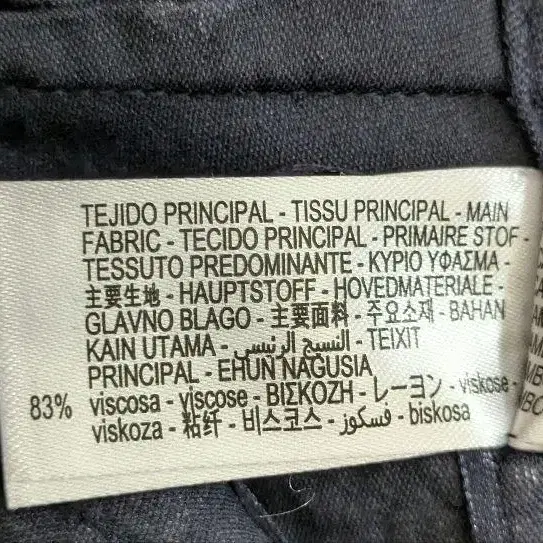 TEJIDO PRINCIPAL - TISSU PRINCIPAL - MAIN
FABRIC - TECIDO PRINCIPAL - PRIMAIRE STOF -
TESSUTO PREDOMINANTE - ΚΥΡΙΟ ΥΦΑΣΜΑ -
主要生地 - HAUPTSTOFF - HOVEDMATERIALE -
GLAVNO BLAGO - 主要面料 - 주요소재 - BAHAN
KAIN UTAMA - النسيج الرئيسى - TEIXIT
PRINCIPAL - EHUN NAGUSIA
83% viscosa - viscose - ΒΙΣΚΟΖΗ - レーヨン - viskose -
viskoza - 粘纤 - 비스코스 - فسكوز - biskosa